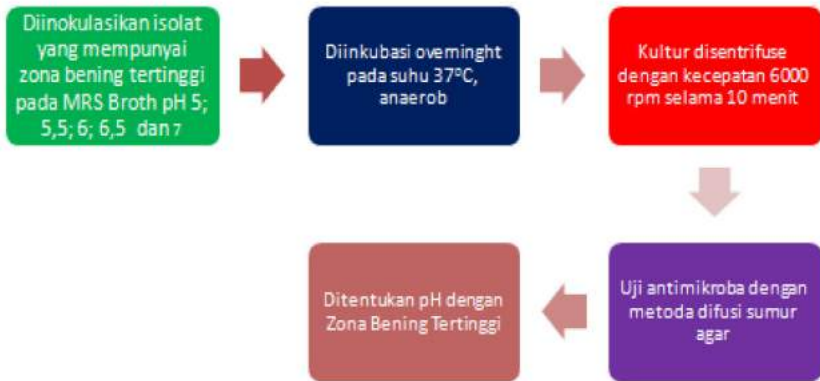 Diinokulasikan isolat
yang mempunyai
zona bening tertinggi
pada MRS Broth pH 5;
5,5; 6; 6,5 dan 7
Diinkubasi overninght
pada suhu 37ºC,
anaerob
Kultur disentrifuse
dengan kecepatan 6000
rpm selama 10 menit
Uji antimikroba dengan
metoda difusi sumur
agar
Ditentukan pH dengan
Zona Bening Tertinggi